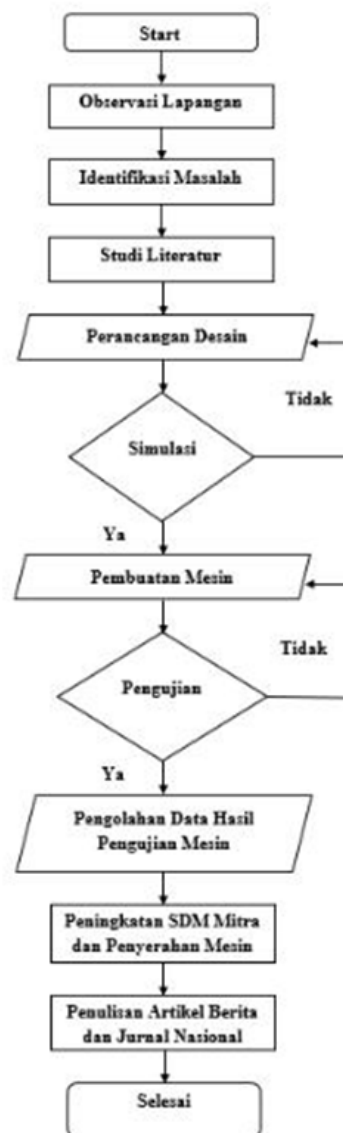 Start
Observasi Lapangan
Identifikasi Masalah
Studi Literatur
Perancangan Desain
Tidak
Simulasi
Ya
Pembuatan Mesin
Tidak
Pengujian
Ya
Pengolahan Data Hasil
Pengujian Mesin
Peningkatan SDM Mitra
dan Penyerahan Mesin
Penulisan Artikel Berita
dan Jurnal Nasional
Selesai